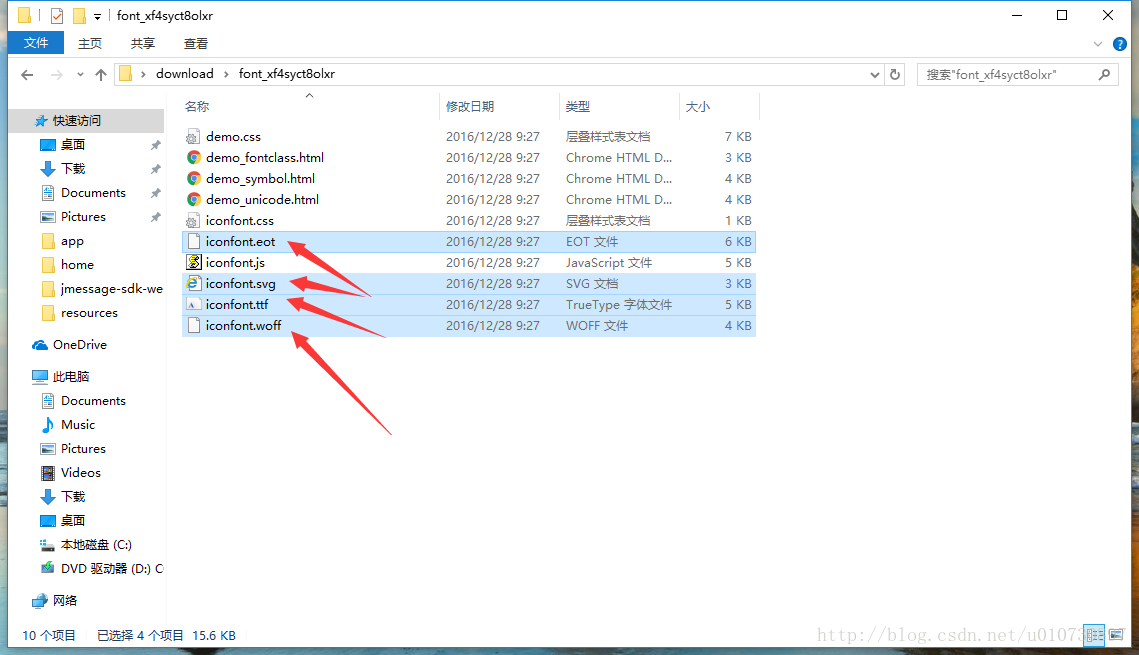 font_xf4syct8olxr
文件 主页 共享 查看
download font_xf4syct8olxr 搜索"font_xf4syct8olxr"
名称 修改日期 类型 大小
demo.css 2016/12/28 9:27 层叠样式表文档 7 KB
demo_fontclass.html 2016/12/28 9:27 Chrome HTML D... 3 KB
demo_symbol.html 2016/12/28 9:27 Chrome HTML D... 4 KB
demo_unicode.html 2016/12/28 9:27 Chrome HTML D... 4 KB
iconfont.css 2016/12/28 9:27 层叠样式表文档 1 KB
iconfont.eot 2016/12/28 9:27 EOT 文件 6 KB
iconfont.js 2016/12/28 9:27 JavaScript 文件 5 KB
iconfont.svg 2016/12/28 9:27 SVG 文档 3 KB
iconfont.ttf 2016/12/28 9:27 TrueType 字体文件 5 KB
iconfont.woff 2016/12/28 9:27 WOFF 文件 4 KB
快速访问
桌面
下载
Documents
Pictures
app
home
jmessage-sdk-we
resources
OneDrive
此电脑
Documents
Music
Pictures
Videos
下载
桌面
本地磁盘 (C:)
DVD 驱动器 (D:) C
网络
10 个项目 已选择 4 个项目 15.6 KB